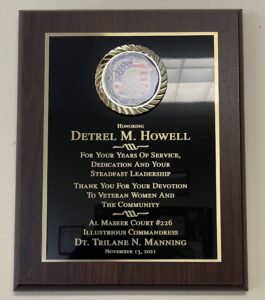 HONORING
DETREL M. HOWELL
FOR YOUR YEARS OF SERVICE,
DEDICATION AND YOUR
STEADFAST LEADERSHIP
THANK YOU FOR YOUR DEVOTION
TO VETERAN WOMEN AND
THE COMMUNITY
AL MASEER COURT #226
ILLUSTRIOUS COMMANDRESS
DT. TRILANE N. MANNING
NOVEMBER 13, 2021